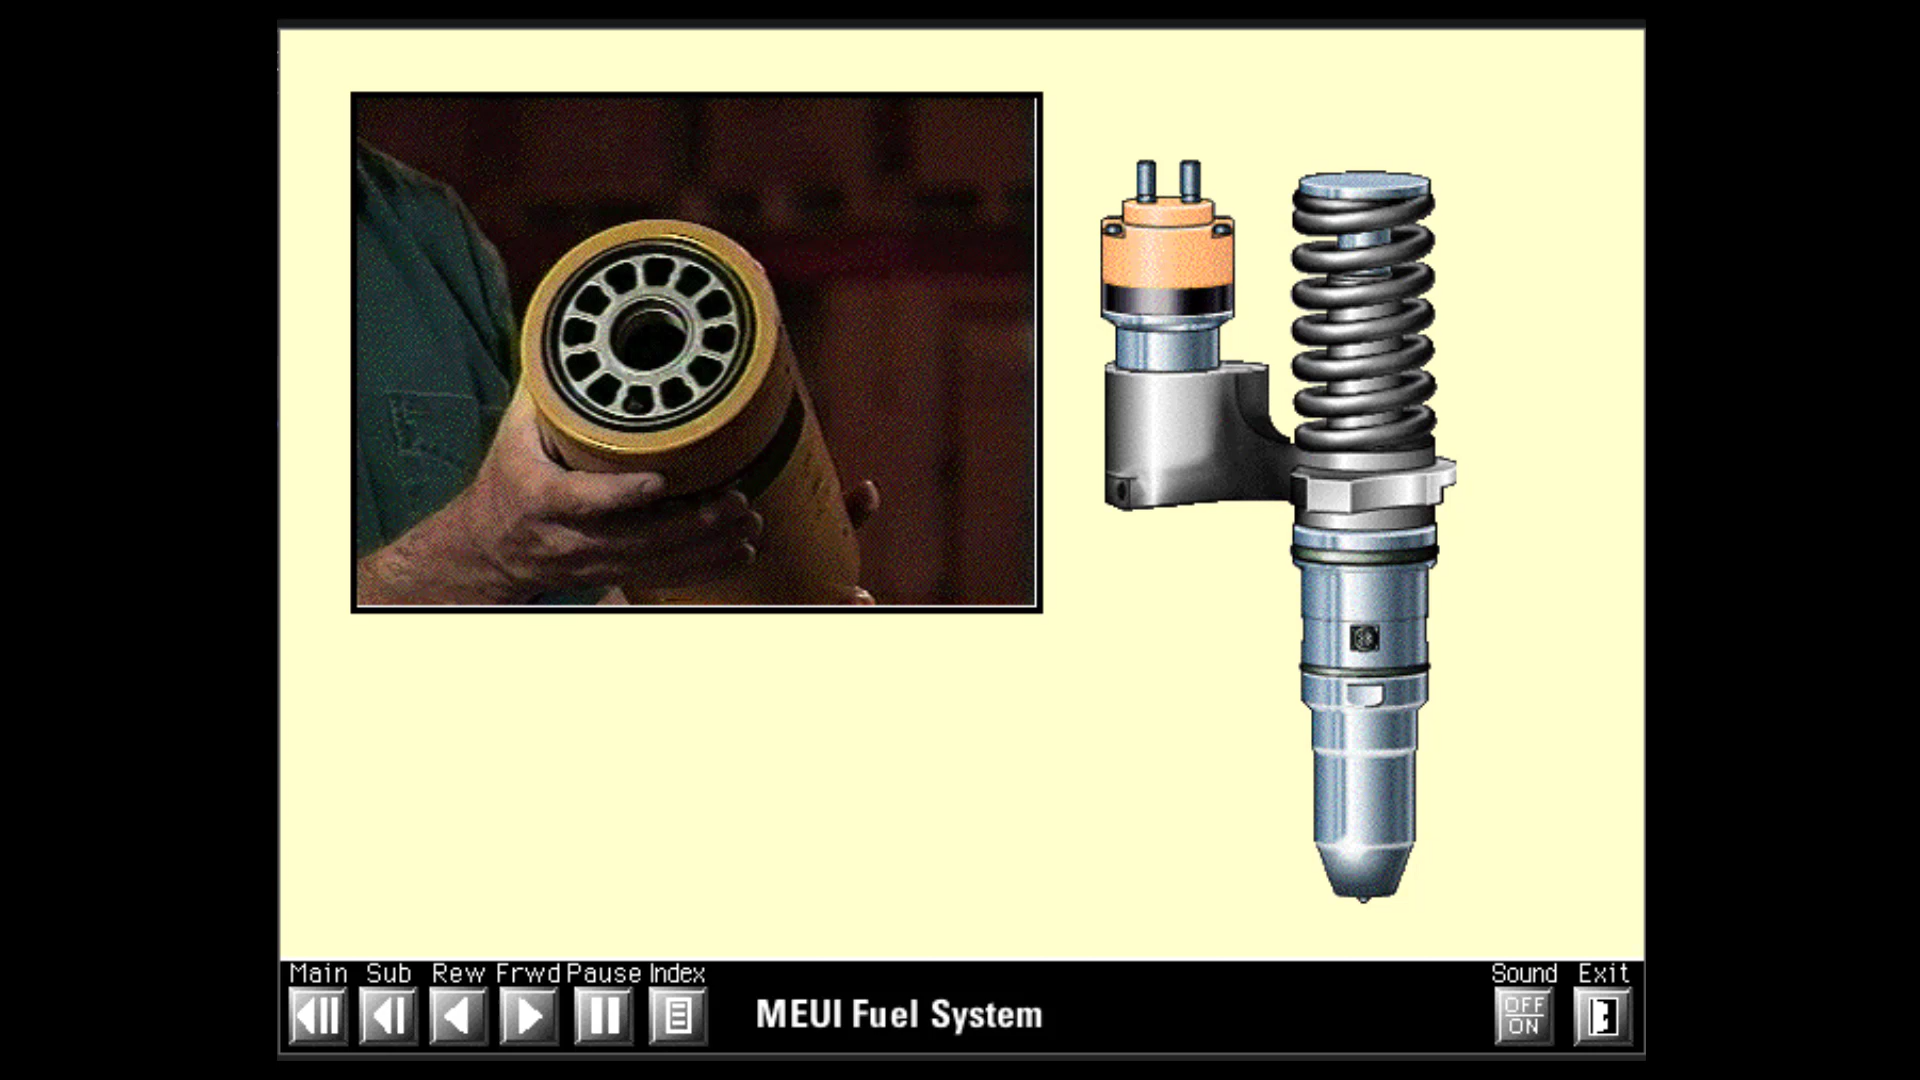 Main Sub Rew Frwd Pause Index
Sound Exit
MEUI Fuel System
OFF
ON